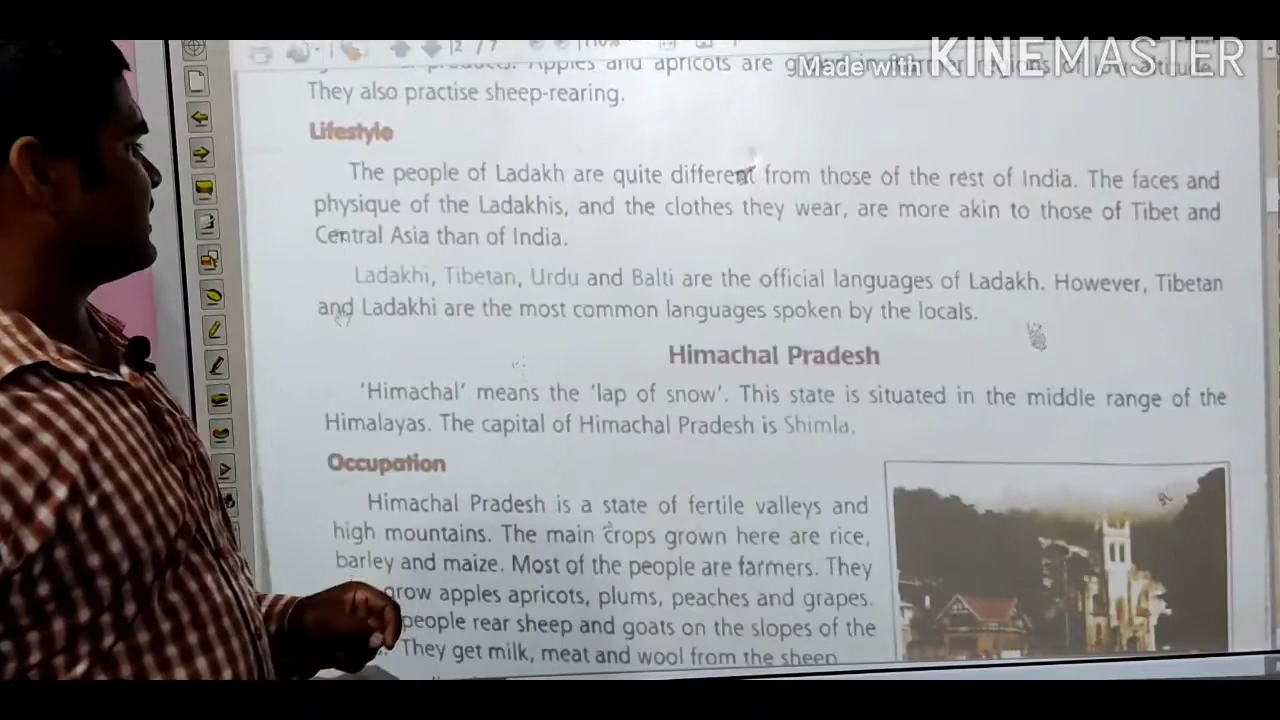 12 / 7
Made with KINEMASTER
Apples and apricots are
They also practise sheep-rearing.
Lifestyle
The people of Ladakh are quite different from those of the rest of India. The faces and
physique of the Ladakhis, and the clothes they wear, are more akin to those of Tibet and
Central Asia than of India.
Ladakhi, Tibetan, Urdu and Balti are the official languages of Ladakh. However, Tibetan
and Ladakhi are the most common languages spoken by the locals.
Himachal Pradesh
'Himachal' means the 'lap of snow'. This state is situated in the middle range of the
Himalayas. The capital of Himachal Pradesh is Shimla.
Occupation
Himachal Pradesh is a state of fertile valleys and
high mountains. The main crops grown here are rice,
barley and maize. Most of the people are farmers. They
grow apples apricots, plums, peaches and grapes.
people rear sheep and goats on the slopes of the
They get milk, meat and wool from the sheep